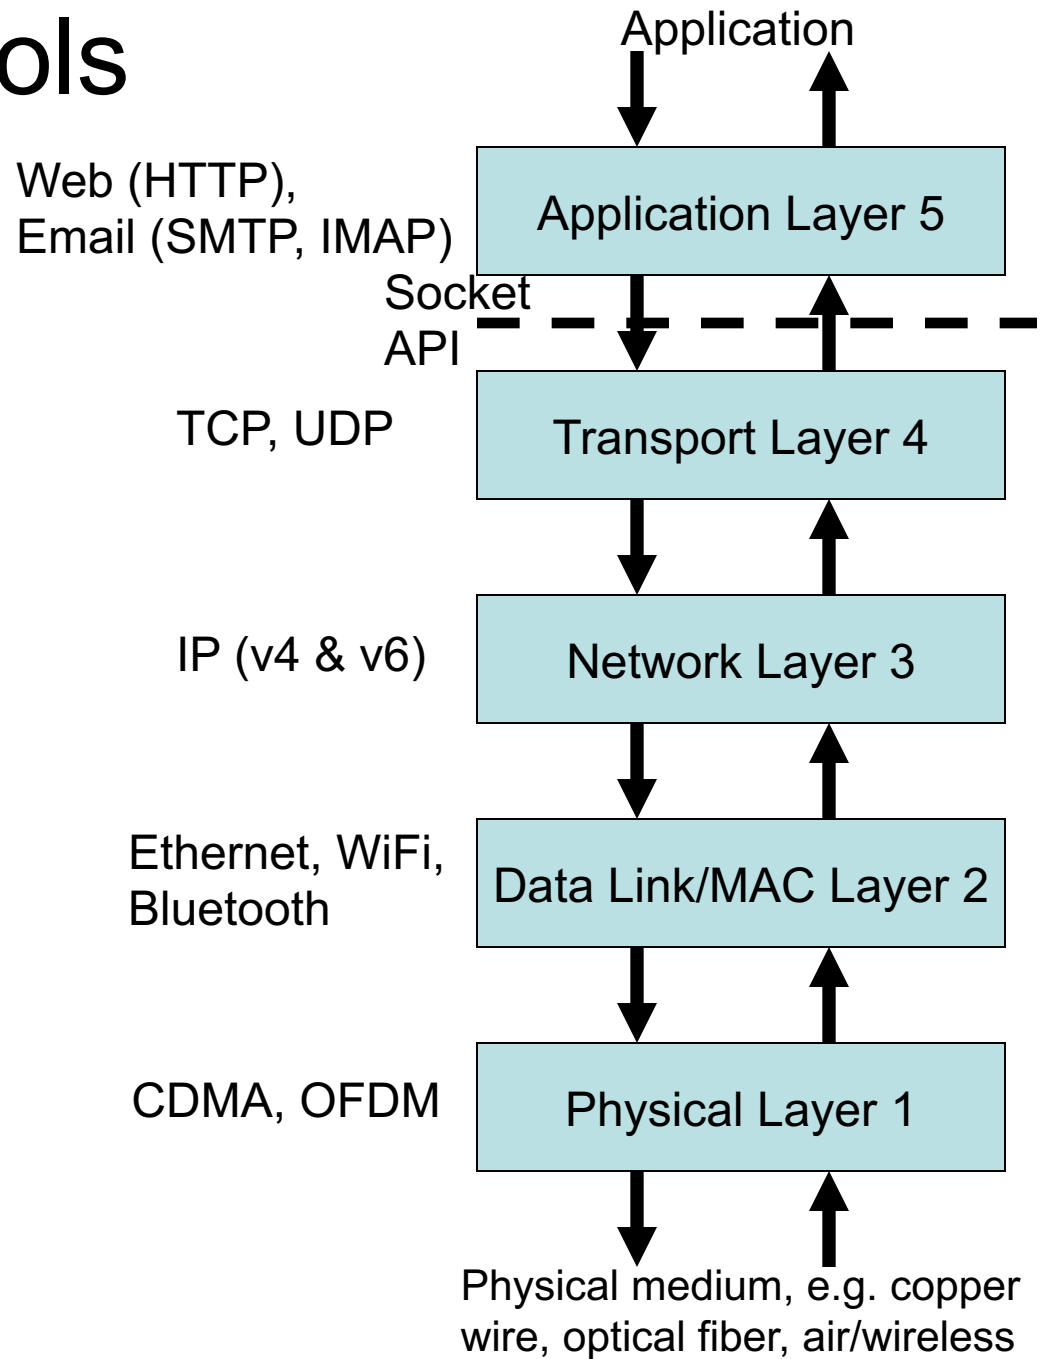 ols
Application
Web (HTTP),
Email (SMTP, IMAP)
Application Layer 5
Socket
API
TCP, UDP
Transport Layer 4
IP (v4 & v6)
Network Layer 3
Ethernet, WiFi,
Bluetooth
Data Link/MAC Layer 2
CDMA, OFDM
Physical Layer 1
Physical medium, e.g. copper
wire, optical fiber, air/wireless